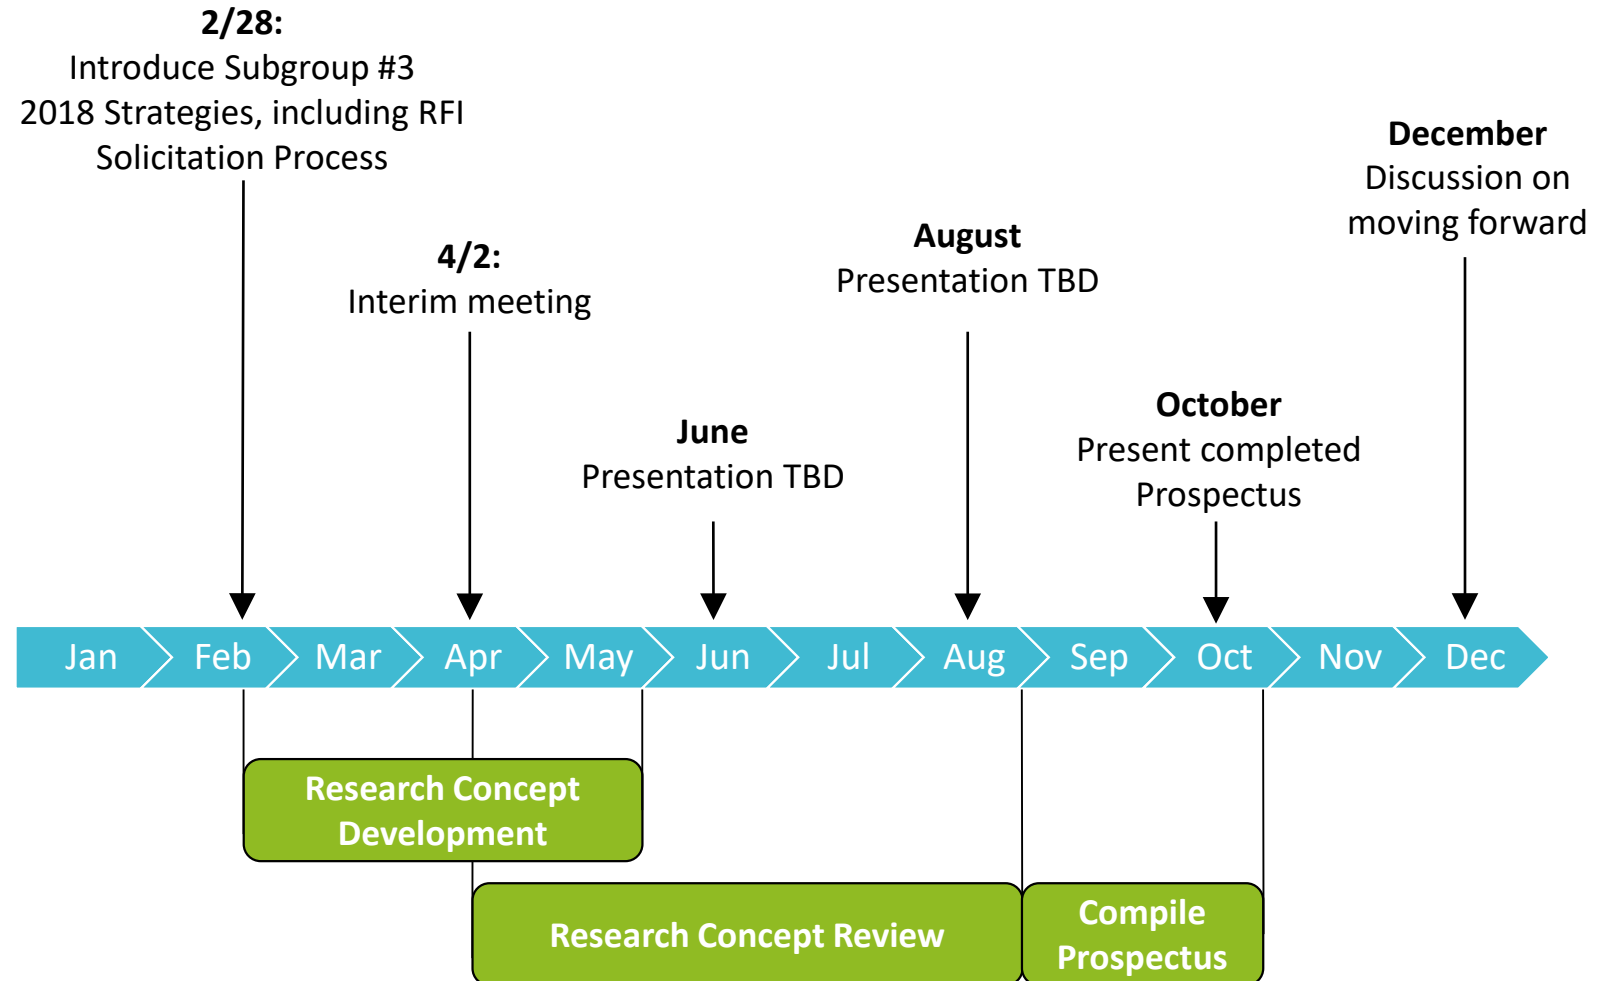 2/28:
Introduce Subgroup #3
2018 Strategies, including RFI
Solicitation Process
4/2:
Interim meeting
June
Presentation TBD
August
Presentation TBD
October
Present completed
Prospectus
December
Discussion on
moving forward
Jan Feb Mar Apr May Jun Jul Aug Sep Oct Nov Dec
Research Concept
Development
Research Concept Review
Compile
Prospectus